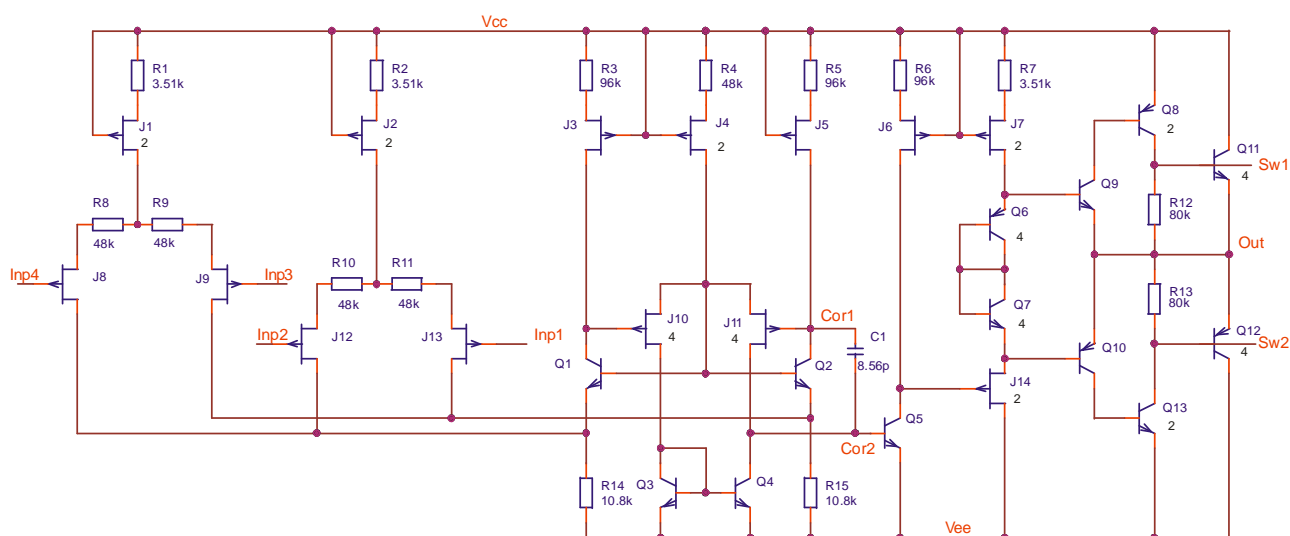 Vcc
R1
3.51k
R2
3.51k
R3
96k
R4
48k
R5
96k
R6
96k
R7
3.51k
J1
2
J2
2
J3
J4
2
J5
J6
J7
2
Q8
2
Q11
4
Sw1
Q9
R8
48k
R9
48k
Q6
4
R12
80k
Out
Inp4
J8
J9
Inp3
R10
48k
R11
48k
R13
80k
Inp2
J12
J13
Inp1
J10
4
J11
4
Cor1
C1
8.56p
Q7
4
Q12
4
Sw2
Q1
Q2
Q10
J14
2
Q5
Q13
2
Cor2
R14
10.8k
Q3
Q4
R15
10.8k
Vee